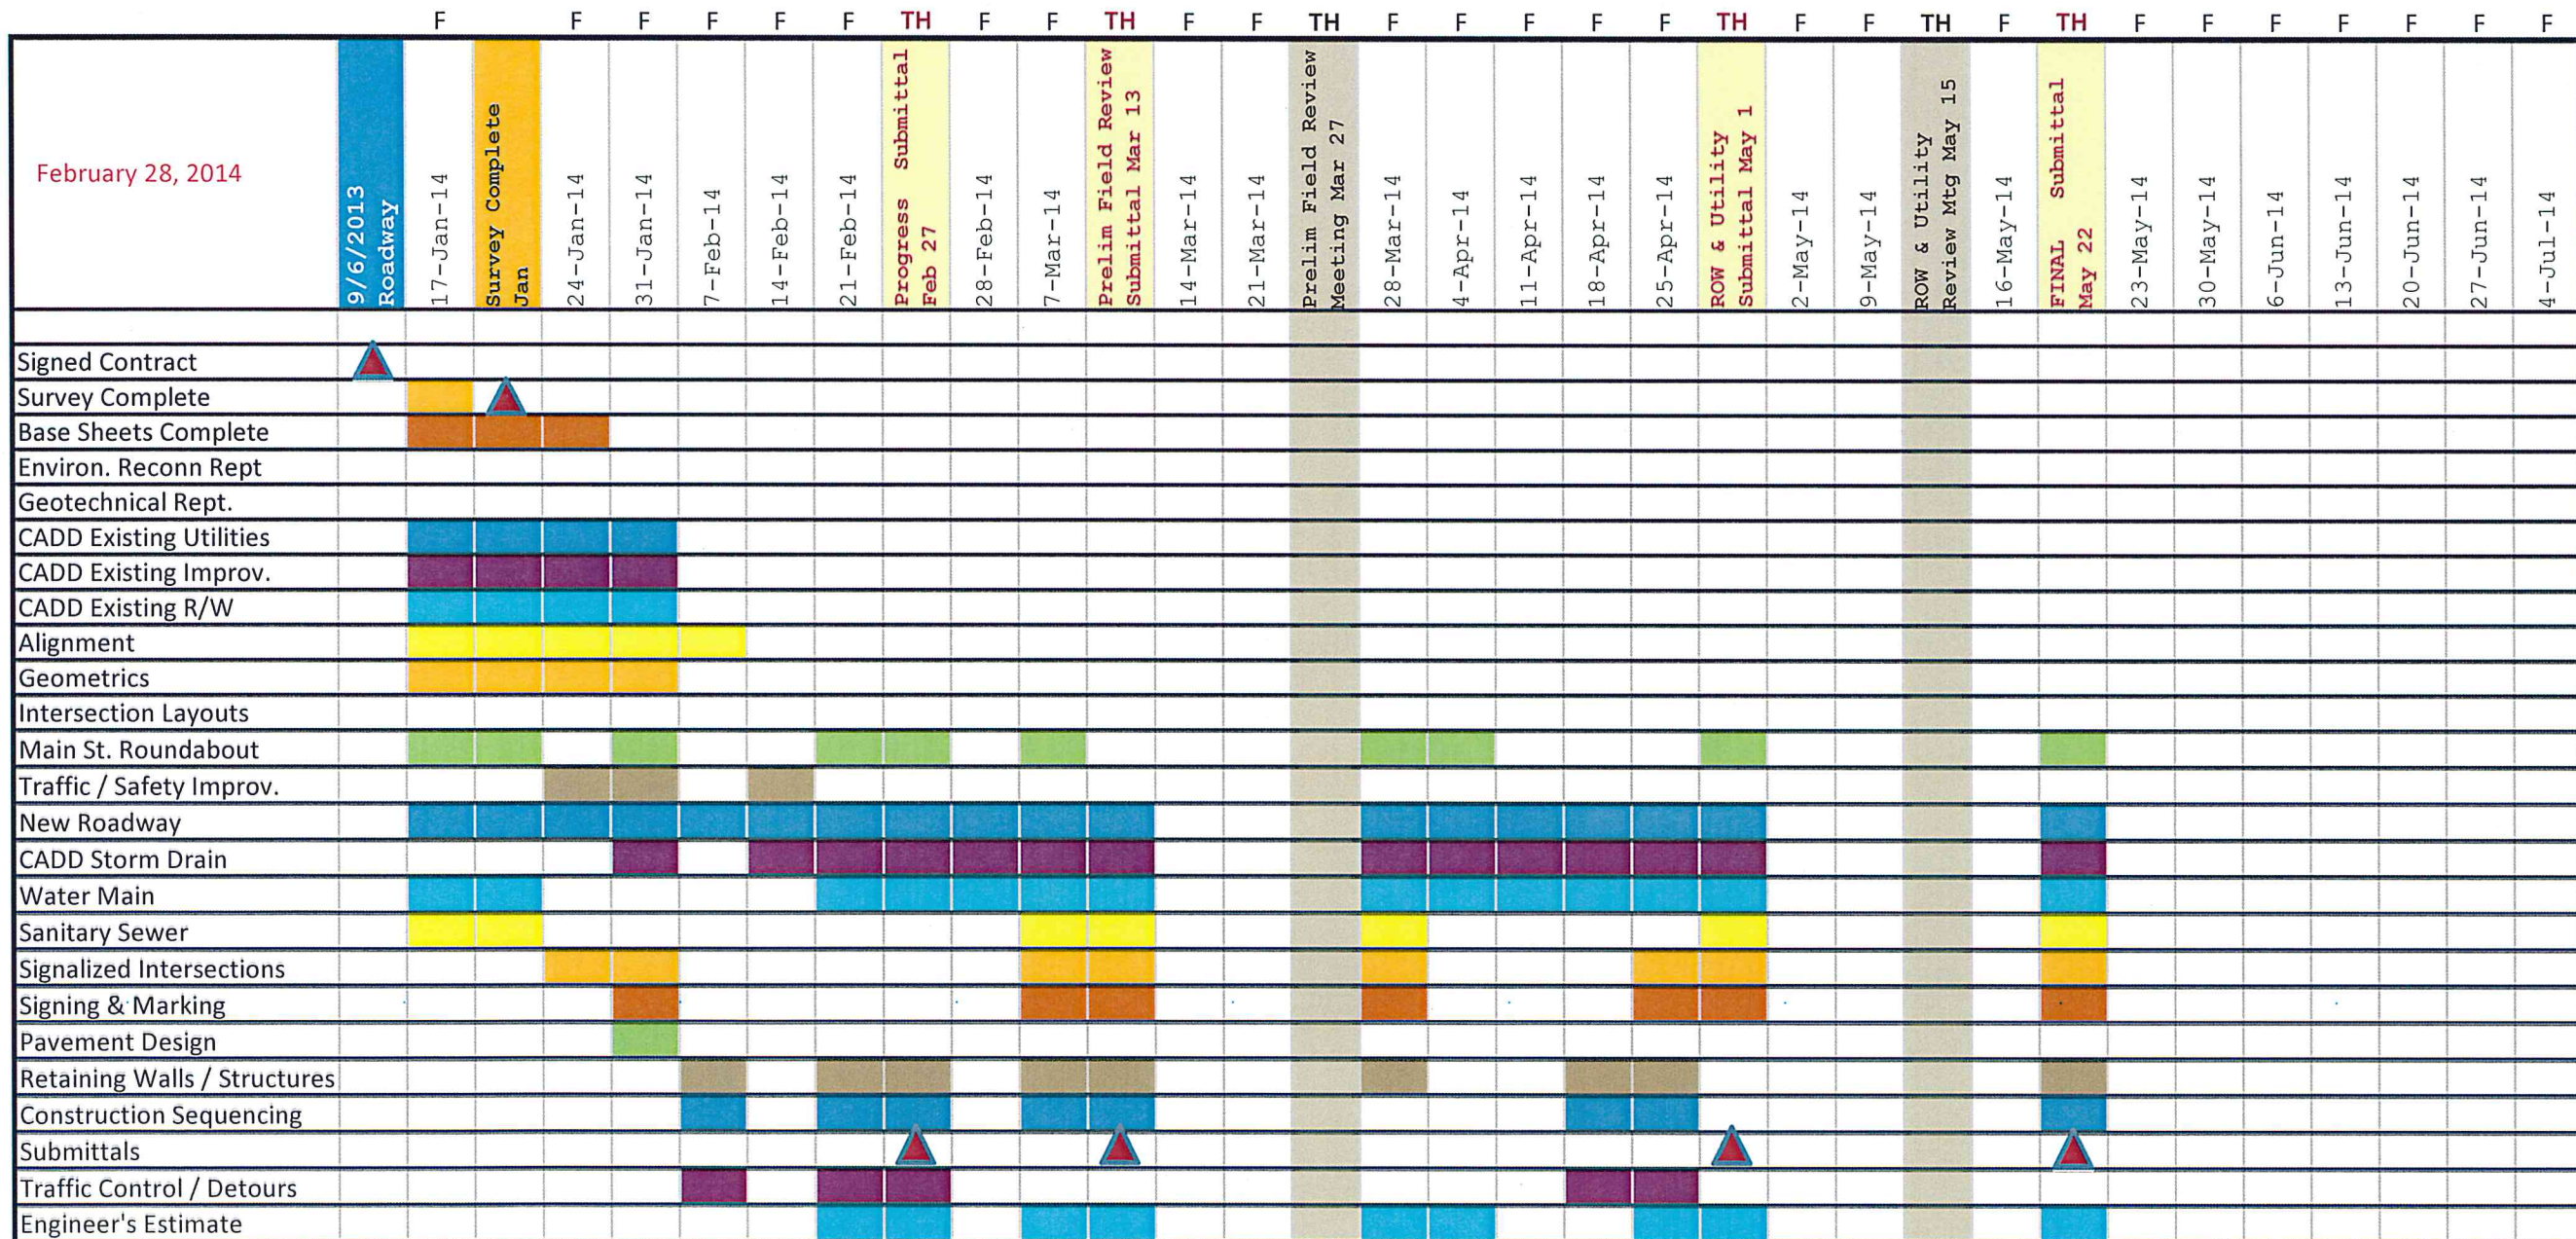 F F F F F F TH F F TH F F TH F F F F F TH F F TH F TH F F F F F F F
February 28, 2014
9/6/2013
Roadway
17-Jan-14
Survey Complete
Jan
24-Jan-14
31-Jan-14
7-Feb-14
14-Feb-14
21-Feb-14
Progress Submittal
Feb 27
28-Feb-14
7-Mar-14
Prelim Field Review
Submittal Mar 13
14-Mar-14
21-Mar-14
Prelim Field Review
Meeting Mar 27
28-Mar-14
4-Apr-14
11-Apr-14
18-Apr-14
25-Apr-14
ROW & Utility
Submittal May 1
2-May-14
9-May-14
ROW & Utility
Review Mtg May 15
16-May-14
FINAL Submittal
May 22
23-May-14
30-May-14
6-Jun-14
13-Jun-14
20-Jun-14
27-Jun-14
4-Jul-14
Signed Contract
Survey Complete
Base Sheets Complete
Environ. Reconn Rept
Geotechnical Rept.
CADD Existing Utilities
CADD Existing Improv.
CADD Existing R/W
Alignment
Geometrics
Intersection Layouts
Main St. Roundabout
Traffic / Safety Improv.
New Roadway
CADD Storm Drain
Water Main
Sanitary Sewer
Signalized Intersections
Signing & Marking
Pavement Design
Retaining Walls / Structures
Construction Sequencing
Submittals
Traffic Control / Detours
Engineer's Estimate